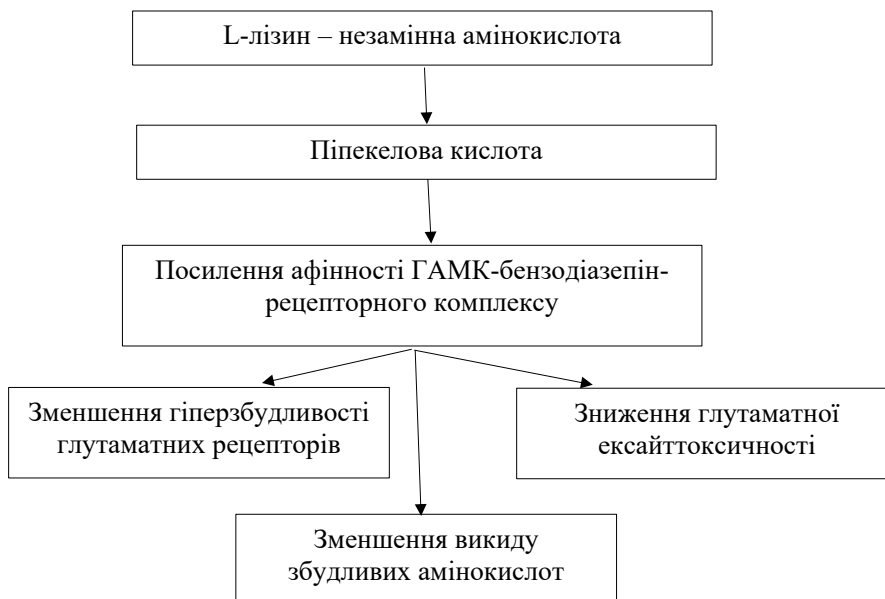 L-лізин – незамінна амінокислота
Піпекелова кислота
Посилення афінності ГАМК-бензодіазепін-
рецепторного комплексу
Зменшення гіперзбудливості
глутаматних рецепторів
Зниження глутаматної
ексайттоксичності
Зменшення викиду
збудливих амінокислот